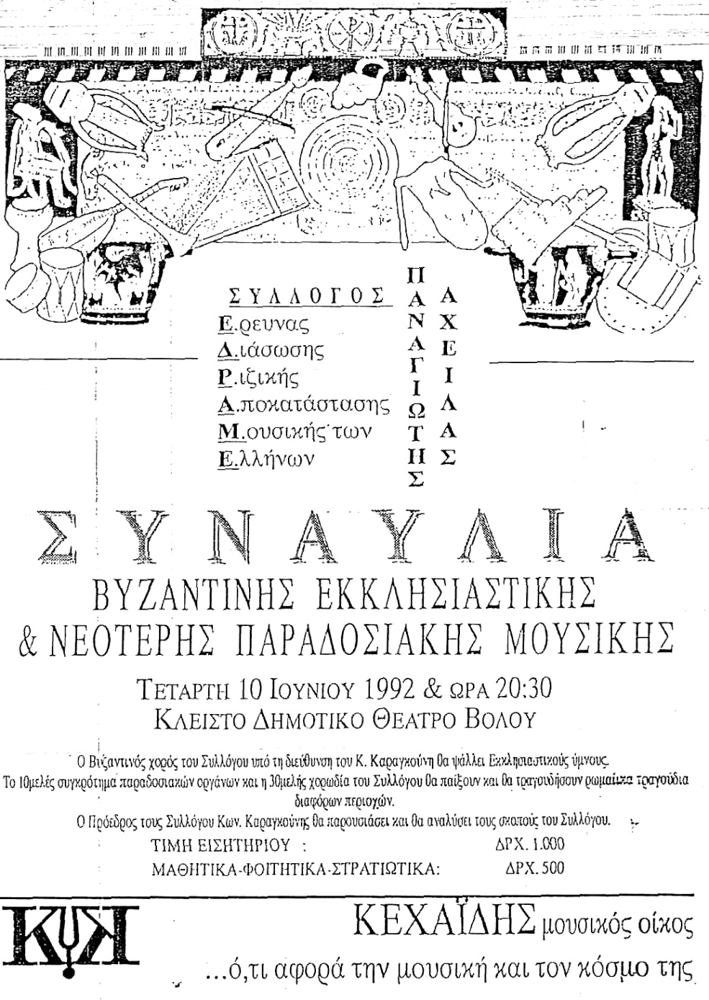 ΣΥΛΛΟΓΟΣ
Ε.ρευνας
Δ.ιάσωσης
Ρ.ιζικής
Α.ποκατάστασης
Μ.ουσικής των
Ε.λλήνων
ΠΑΝΑΓΙΩΤΗΣ
ΑΧΕΙΛΑΣ
ΣΥΝΑΥΛΙΑ
ΒΥΖΑΝΤΙΝΗΣ ΕΚΚΛΗΣΙΑΣΤΙΚΗΣ
& ΝΕΟΤΕΡΗΣ ΠΑΡΑΔΟΣΙΑΚΗΣ ΜΟΥΣΙΚΗΣ
ΤΕΤΑΡΤΗ 10 ΙΟΥΝΙΟΥ 1992 & ΩΡΑ 20:30
ΚΛΕΙΣΤΟ ΔΗΜΟΤΙΚΟ ΘΕΑΤΡΟ ΒΟΛΟΥ
Ο Βυζαντινός χορός του Συλλόγου υπό τη διεύθυνση του Κ. Καραγκούνη θα ψάλλει Εκκλησιαστικούς ύμνους.
Το 10μελές συγκρότημα παραδοσιακών οργάνων και η 30μελής χορωδία του Συλλόγου θα παίξουν και θα τραγουδήσουν ρωμαίικα τραγούδια
διαφόρων περιοχών.
Ο Πρόεδρος τους Συλλόγου Κων. Καραγκούνης θα παρουσιάσει και θα αναλύσει τους σκοπούς του Συλλόγου.
ΤΙΜΗ ΕΙΣΗΤΗΡΙΟΥ : ΔΡΧ. 1.000
ΜΑΘΗΤΙΚΑ-ΦΟΙΤΗΤΙΚΑ-ΣΤΡΑΤΙΩΤΙΚΑ: ΔΡΧ. 500
ΚΕΧΑΪΔΗΣ μουσικός οίκος
...ό,τι αφορά την μουσική και τον κόσμο της